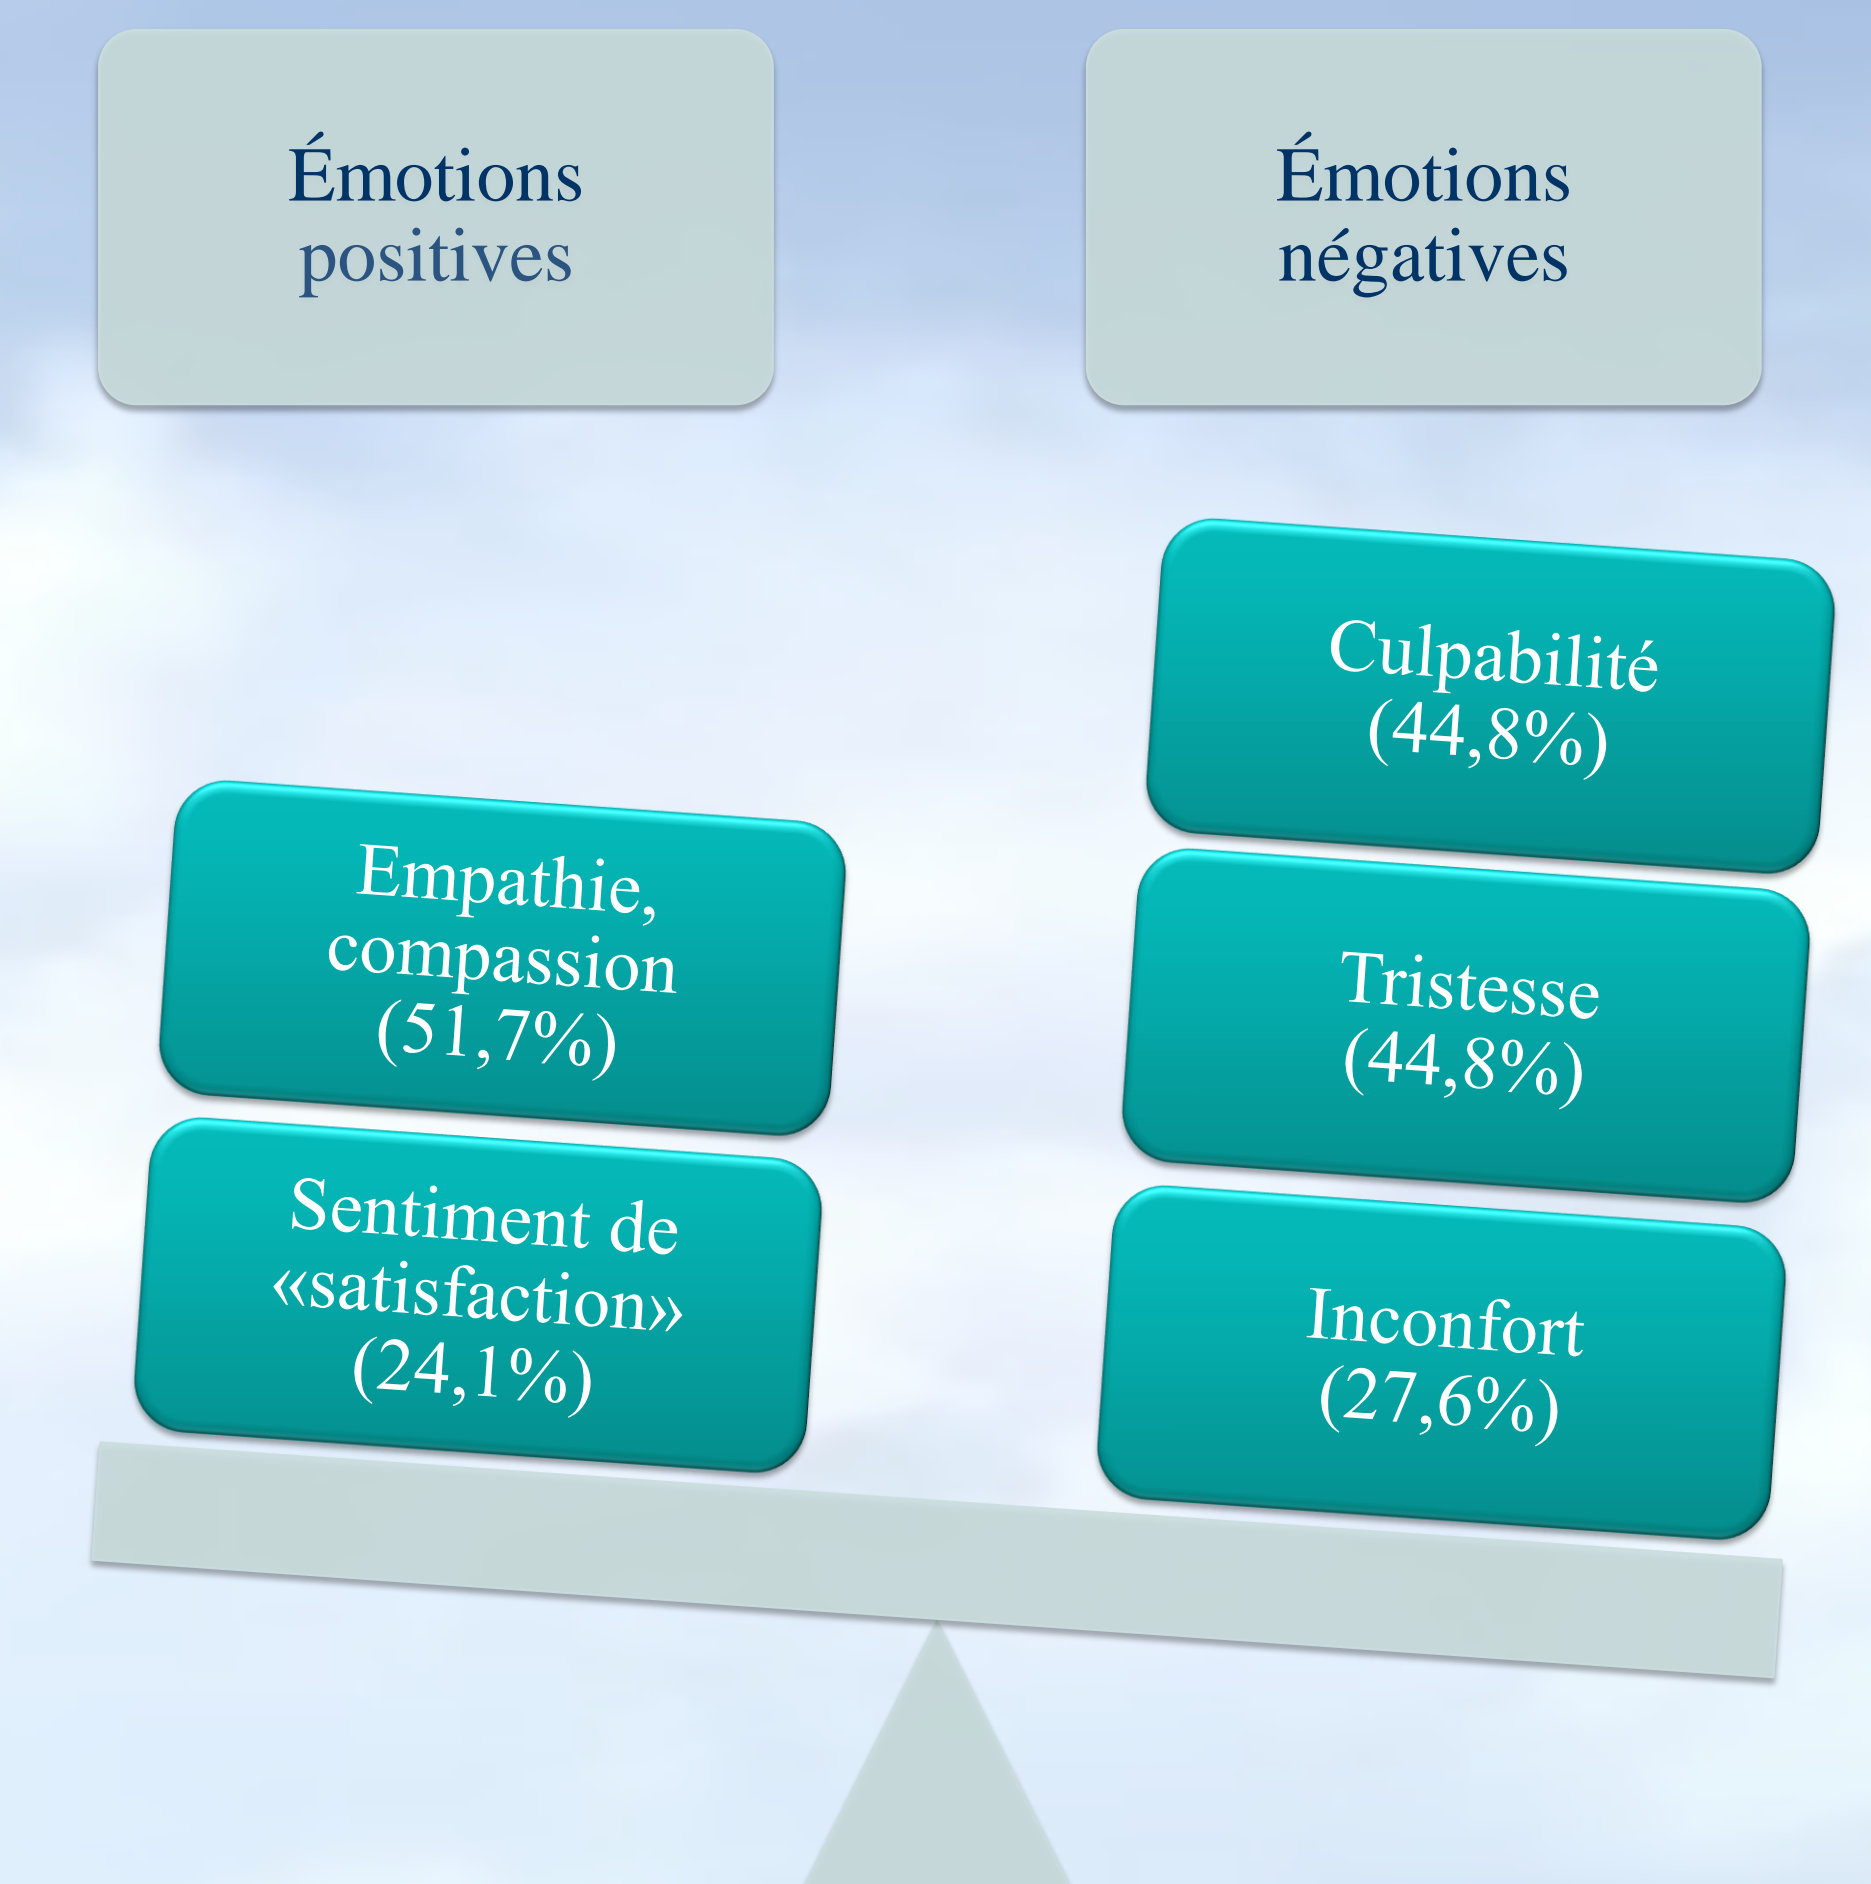 Émotions
positives
Émotions
négatives
Empathie,
compassion
(51,7%)
Sentiment de
«satisfaction»
(24,1%)
Culpabilité
(44,8%)
Tristesse
(44,8%)
Inconfort
(27,6%)